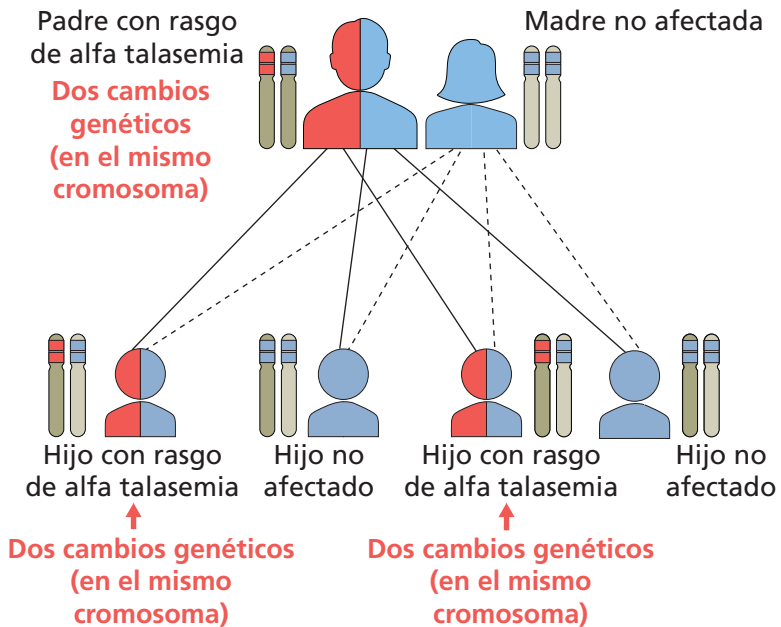 Padre con rasgo
de alfa talasemia
Dos cambios
genéticos
(en el mismo
cromosoma)
Madre no afectada
Hijo con rasgo
de alfa talasemia
Dos cambios genéticos
(en el mismo
cromosoma)
Hijo no
afectado
Hijo con rasgo
de alfa talasemia
Dos cambios genéticos
(en el mismo
cromosoma)
Hijo no
afectado